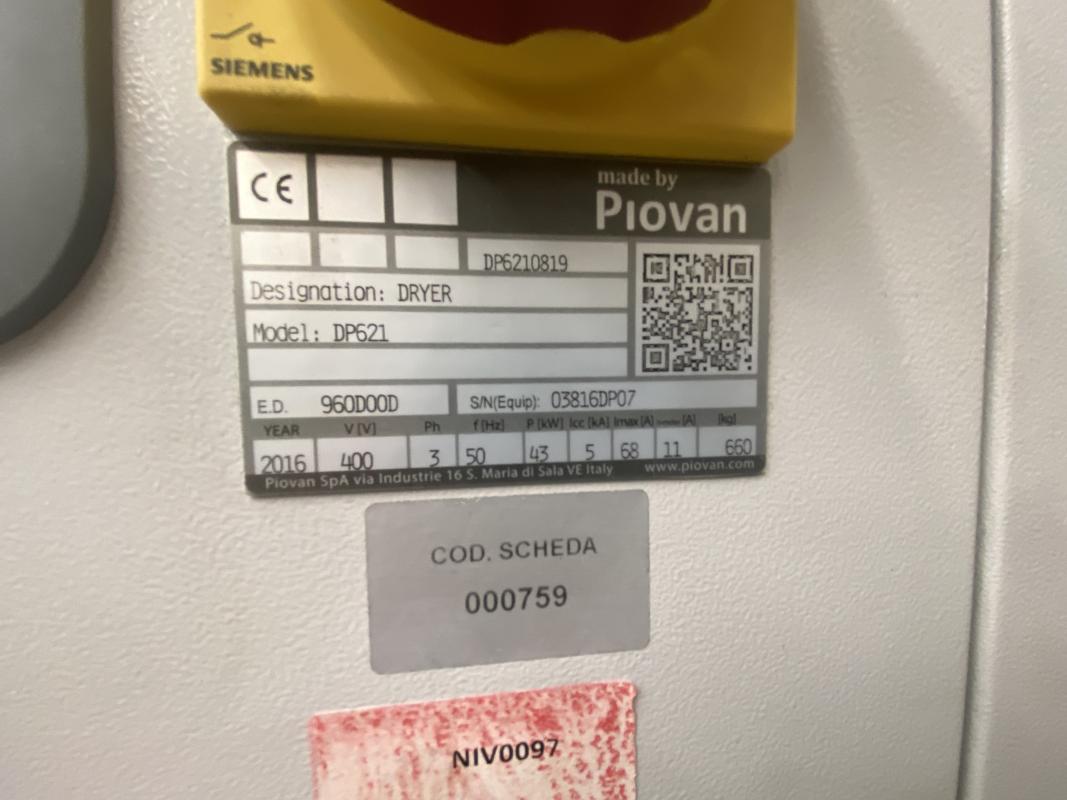 SIEMENS
CE
made by
Piovan
DP6210819
Designation: DRYER
Model: DP621
E.D. 960D00D
S/N(Equip): 03816DP07
YEAR V [V] Ph f [Hz] P [kW] Icc [kA] Imax [A] [A] [kg]
2016 400 3 50 43 5 68 11 660
Piovan SpA via Industrie 16 S. Maria di Sala VE Italy www.piovan.com
COD. SCHEDA
000759
NIV0097